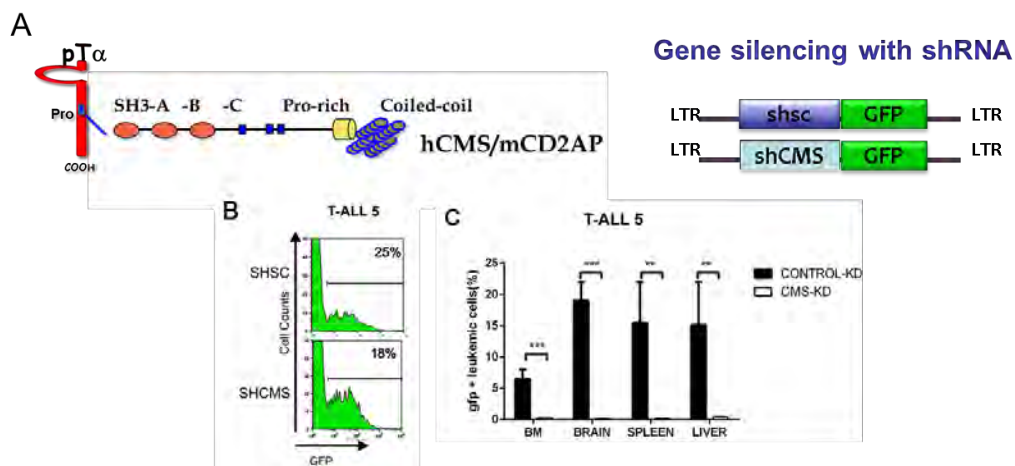 A
pTα
Gene silencing with shRNA
SH3-A -B -C Pro-rich Coiled-coil
Pro
hCMS/mCD2AP
COOH
LTR shsc GFP LTR
LTR shCMS GFP LTR
B
T-ALL 5
25%
SHSC
18%
SHCMS
Cell Counts
GFP
C
T-ALL 5
CONTROL-KD
CMS-KD
gfp + leukemic cells(%)
25
20
15
10
5
0
***
***
**
**
BM BRAIN SPLEEN LIVER